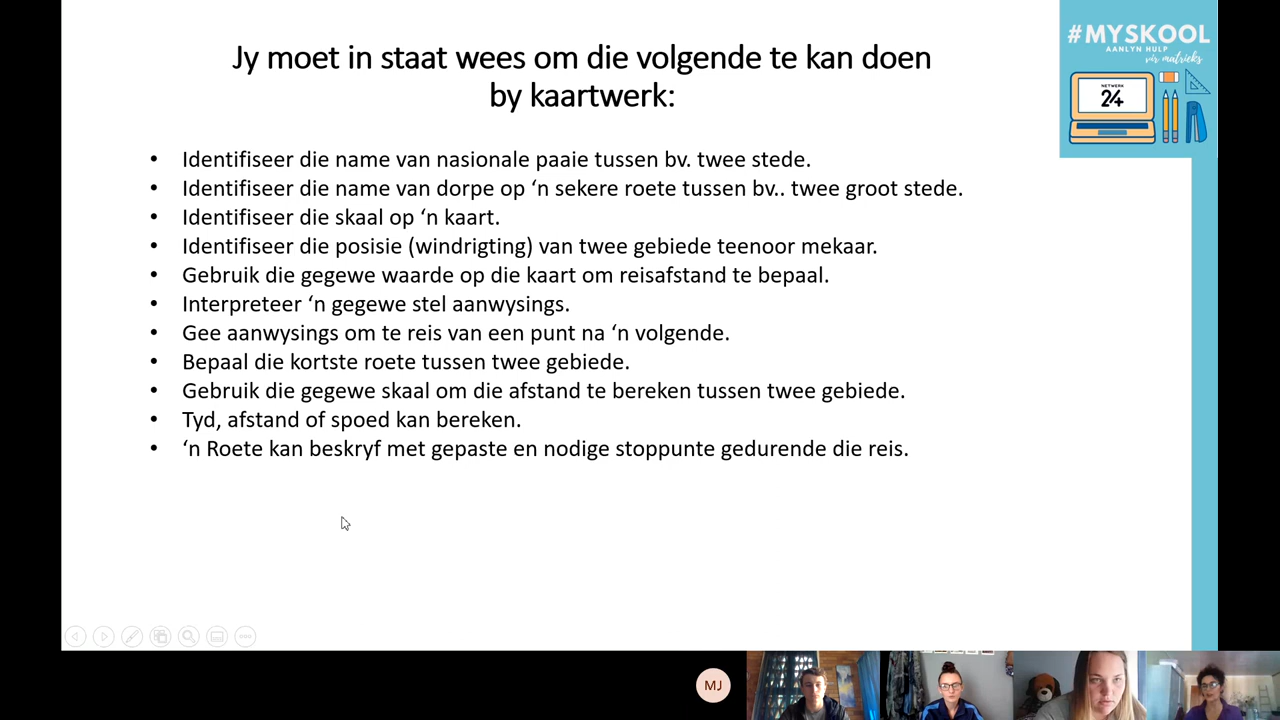 Jy moet in staat wees om die volgende te kan doen
by kaartwerk:
#MYSKOOL
AANLYN HULP
vir matrieks
NETWERK
24
• Identifiseer die name van nasionale paaie tussen bv. twee stede.
• Identifiseer die name van dorpe op ‘n sekere roete tussen bv.. twee groot stede.
• Identifiseer die skaal op ‘n kaart.
• Identifiseer die posisie (windrigting) van twee gebiede teenoor mekaar.
• Gebruik die gegewe waarde op die kaart om reisafstand te bepaal.
• Interpreteer ‘n gegewe stel aanwysings.
• Gee aanwysings om te reis van een punt na ‘n volgende.
• Bepaal die kortste roete tussen twee gebiede.
• Gebruik die gegewe skaal om die afstand te bereken tussen twee gebiede.
• Tyd, afstand of spoed kan bereken.
• ‘n Roete kan beskryf met gepaste en nodige stoppunte gedurende die reis.
MJ